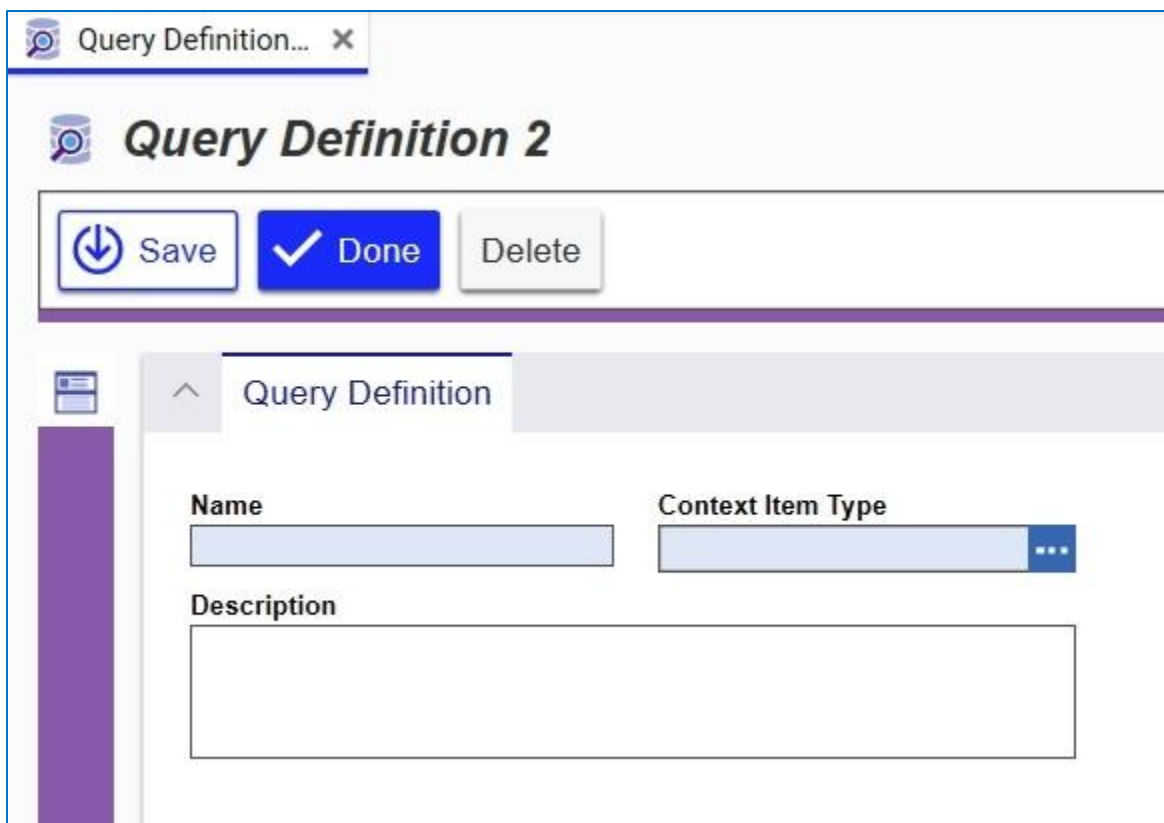 Query Definition...
Query Definition 2
Save Done Delete
Query Definition
Name Context Item Type
...
Description